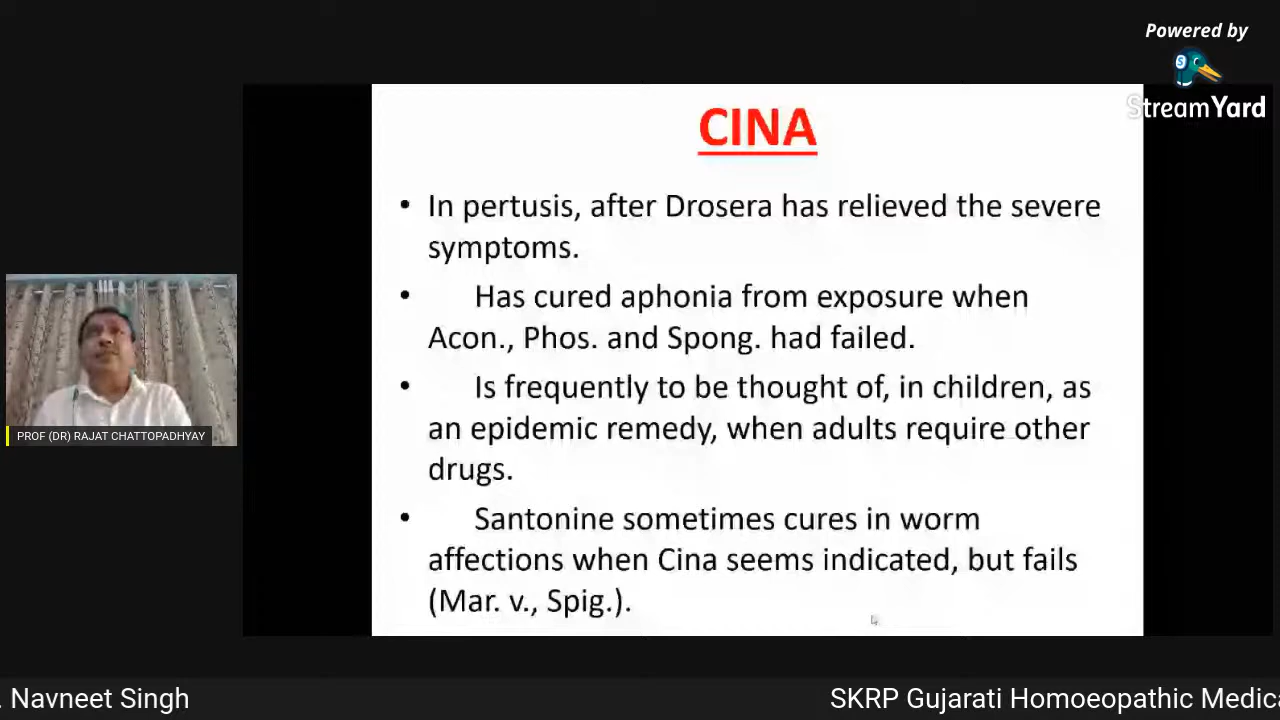 Powered by
StreamYard
CINA
• In pertusis, after Drosera has relieved the severe
symptoms.
• Has cured aphonia from exposure when
Acon., Phos. and Spong. had failed.
• Is frequently to be thought of, in children, as
an epidemic remedy, when adults require other
drugs.
• Santonine sometimes cures in worm
affections when Cina seems indicated, but fails
(Mar. v., Spig.).
PROF (DR) RAJAT CHATTOPADHYAY
. Navneet Singh
SKRP Gujarati Homoeopathic Medica